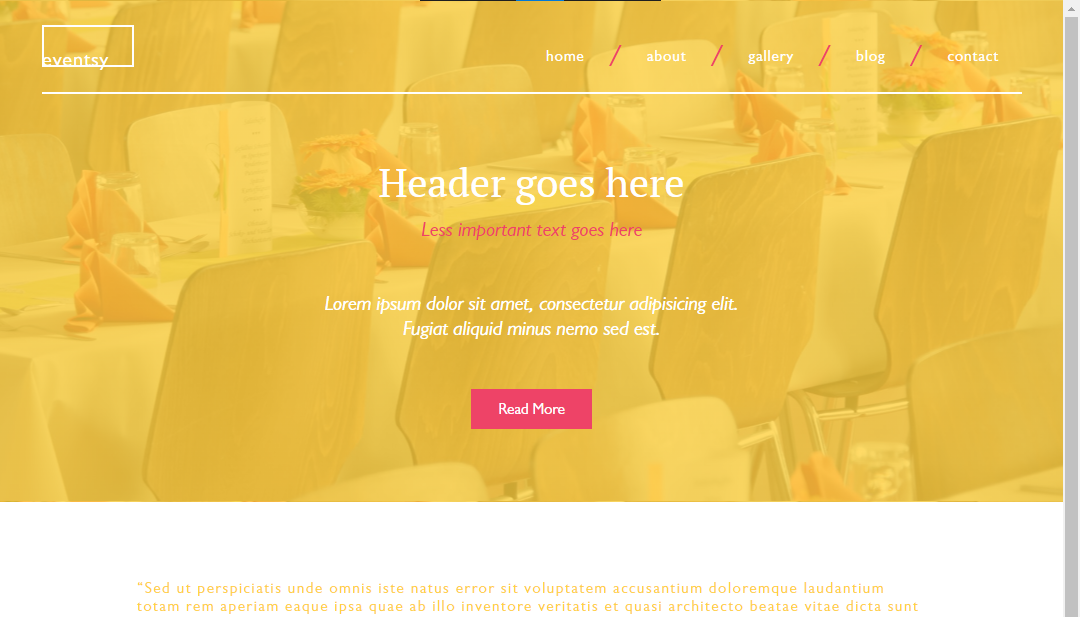 eventsy
home / about / gallery / blog / contact
Header goes here
Less important text goes here
Lorem ipsum dolor sit amet, consectetur adipisicing elit.
Fugiat aliquid minus nemo sed est.
Read More
“Sed ut perspiciatis unde omnis iste natus error sit voluptatem accusantium doloremque laudantium
totam rem aperiam eaque ipsa quae ab illo inventore veritatis et quasi architecto beatae vitae dicta sunt